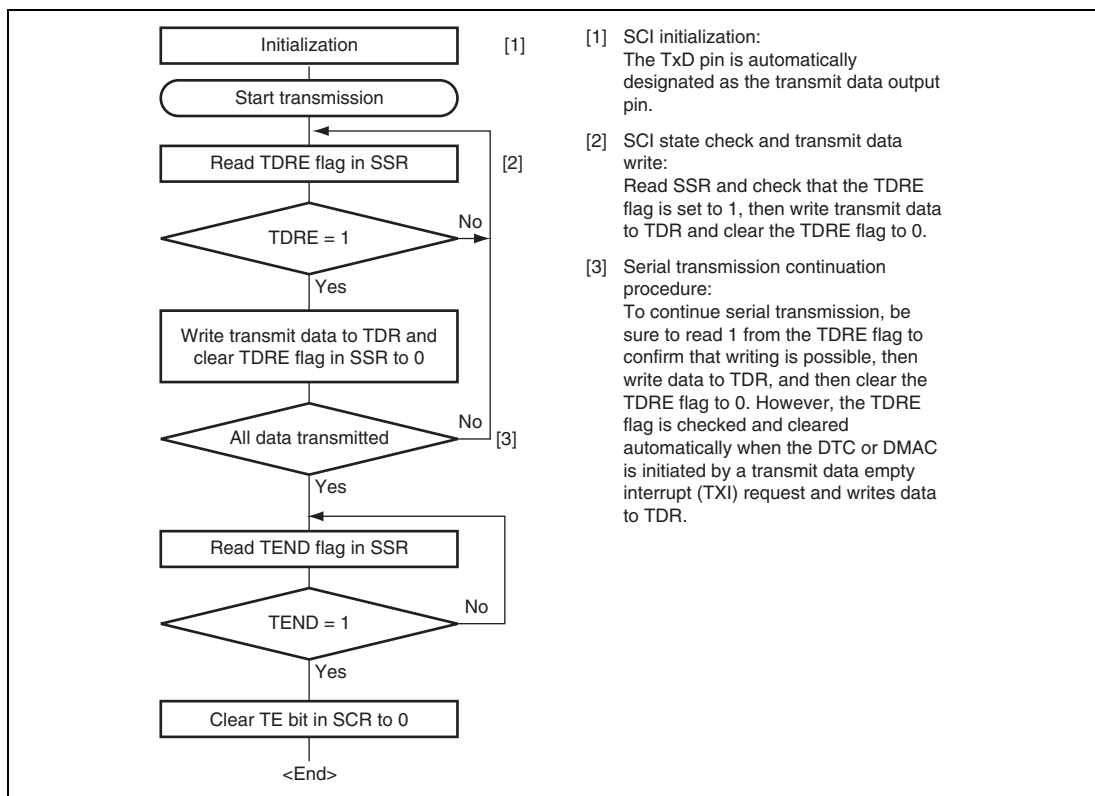 Initialization [1]
Start transmission
Read TDRE flag in SSR [2]
No
TDRE = 1
Yes
Write transmit data to TDR and
clear TDRE flag in SSR to 0
No
All data transmitted [3]
Yes
Read TEND flag in SSR
No
TEND = 1
Yes
Clear TE bit in SCR to 0
<End>
[1] SCI initialization:
The TxD pin is automatically
designated as the transmit data output
pin.
[2] SCI state check and transmit data
write:
Read SSR and check that the TDRE
flag is set to 1, then write transmit data
to TDR and clear the TDRE flag to 0.
[3] Serial transmission continuation
procedure:
To continue serial transmission, be
sure to read 1 from the TDRE flag to
confirm that writing is possible, then
write data to TDR, and then clear the
TDRE flag to 0. However, the TDRE
flag is checked and cleared
automatically when the DTC or DMAC
is initiated by a transmit data empty
interrupt (TXI) request and writes data
to TDR.